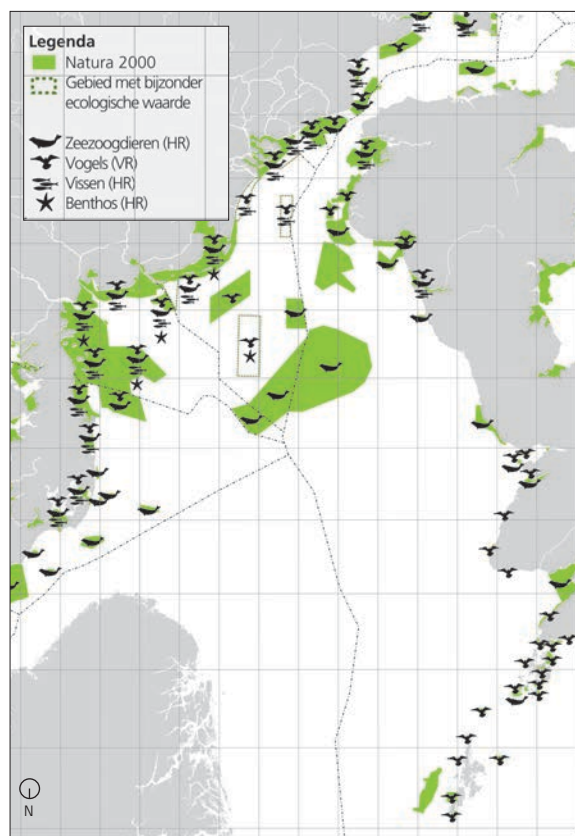 Legenda
Natura 2000
Gebied met bijzonder
ecologische waarde
Zeezoogdieren (HR)
Vogels (VR)
Vissen (HR)
Benthos (HR)
N